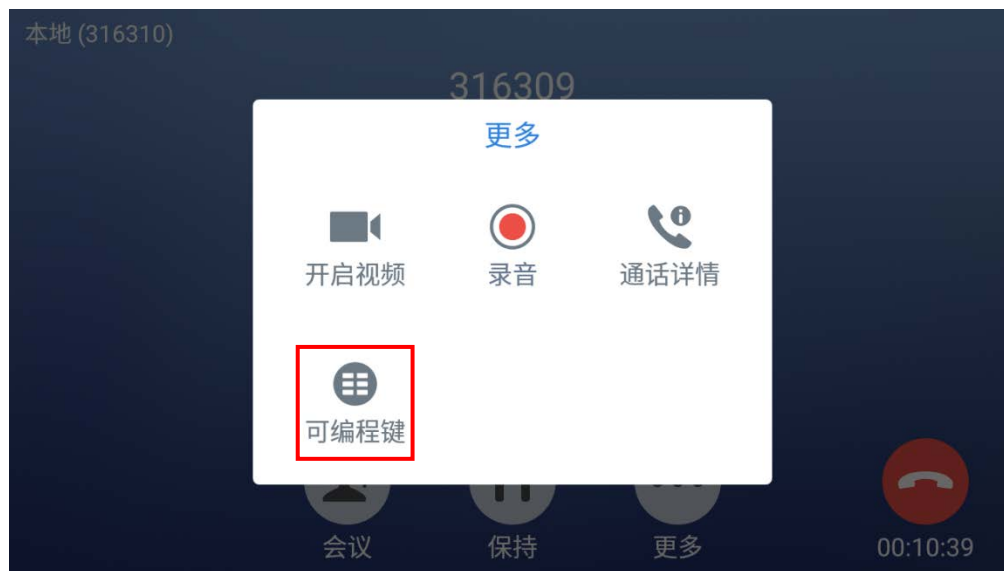 本地 (316310)
316309
更多
开启视频 录音 通话详情
可编程键
会议 保持 更多 00:10:39